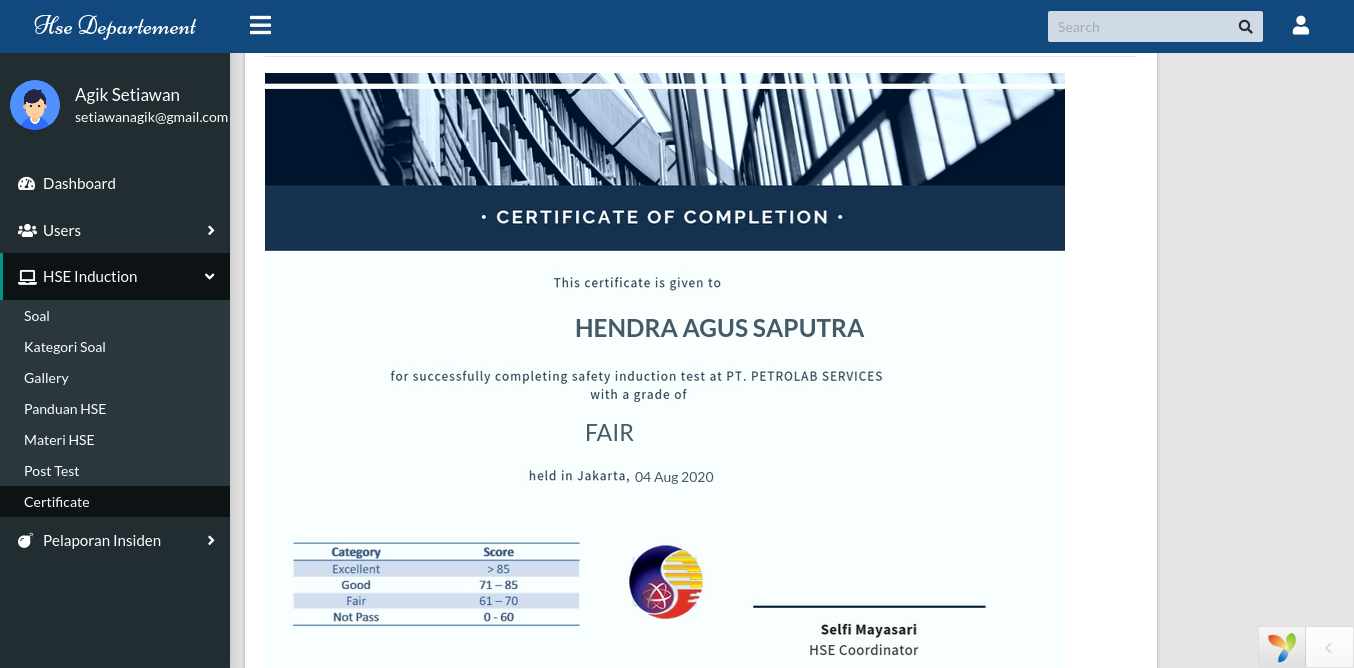 Hse Departement
Search
Agik Setiawan
setiawanagik@gmail.com
Dashboard
Users
HSE Induction
Soal
Kategori Soal
Gallery
Panduan HSE
Materi HSE
Post Test
Certificate
Pelaporan Insiden
• CERTIFICATE OF COMPLETION •
This certificate is given to
HENDRA AGUS SAPUTRA
for successfully completing safety induction test at PT. PETROLAB SERVICES
with a grade of
FAIR
held in Jakarta, 04 Aug 2020
Category Score
Excellent > 85
Good 71 – 85
Fair 61 – 70
Not Pass 0 - 60
Selfi Mayasari
HSE Coordinator